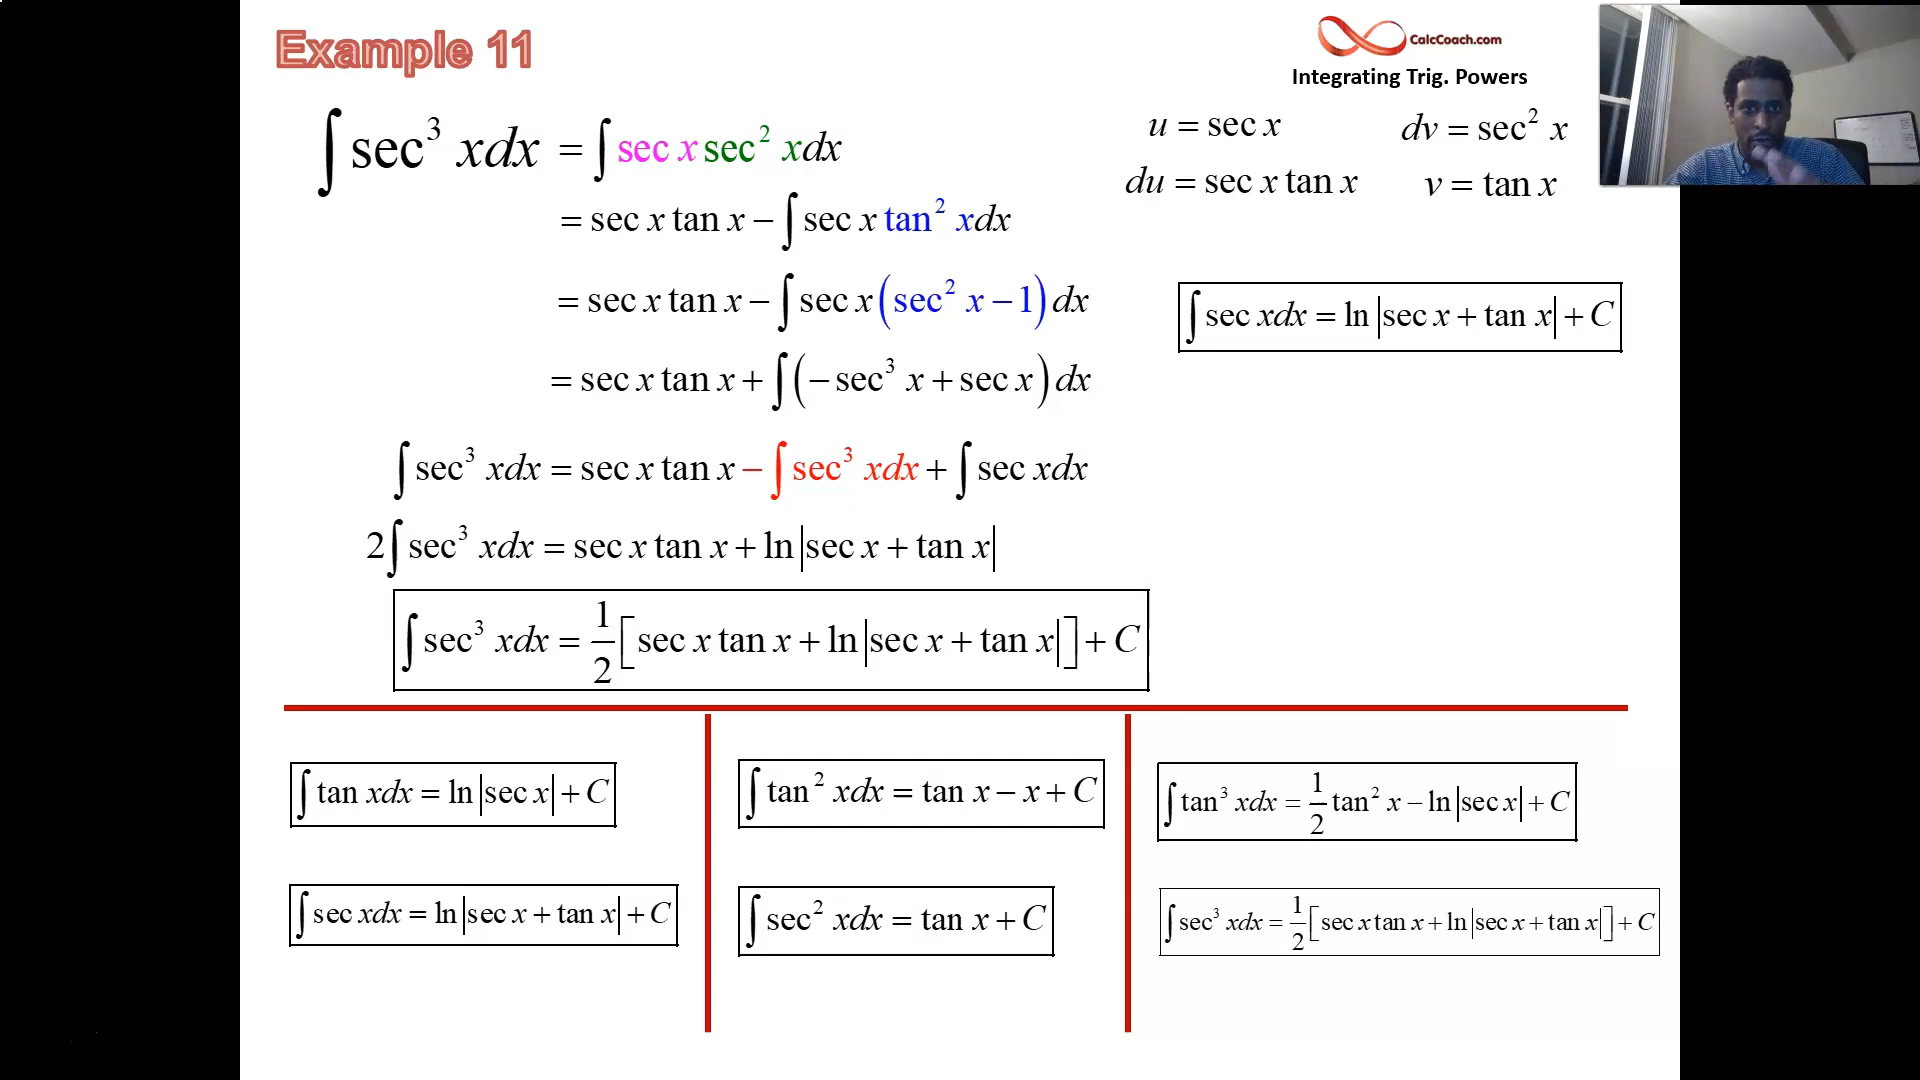 Example 11
CalcCoach.com
Integrating Trig. Powers
∫ sec³ xdx = ∫ sec x sec² xdx
u = sec x dv = sec² x
du = sec x tan x v = tan x
= sec x tan x − ∫ sec x tan² xdx
= sec x tan x − ∫ sec x (sec² x − 1) dx
∫ sec xdx = ln |sec x + tan x| + C
= sec x tan x + ∫ (− sec³ x + sec x) dx
∫ sec³ xdx = sec x tan x − ∫ sec³ xdx + ∫ sec xdx
2∫ sec³ xdx = sec x tan x + ln |sec x + tan x|
∫ sec³ xdx = 1/2 [sec x tan x + ln |sec x + tan x|] + C
∫ tan xdx = ln |sec x| + C
∫ sec xdx = ln |sec x + tan x| + C
∫ tan² xdx = tan x − x + C
∫ sec² xdx = tan x + C
∫ tan³ xdx = 1/2 tan² x − ln |sec x| + C
∫ sec³ xdx = 1/2 [sec x tan x + ln |sec x + tan x|] + C